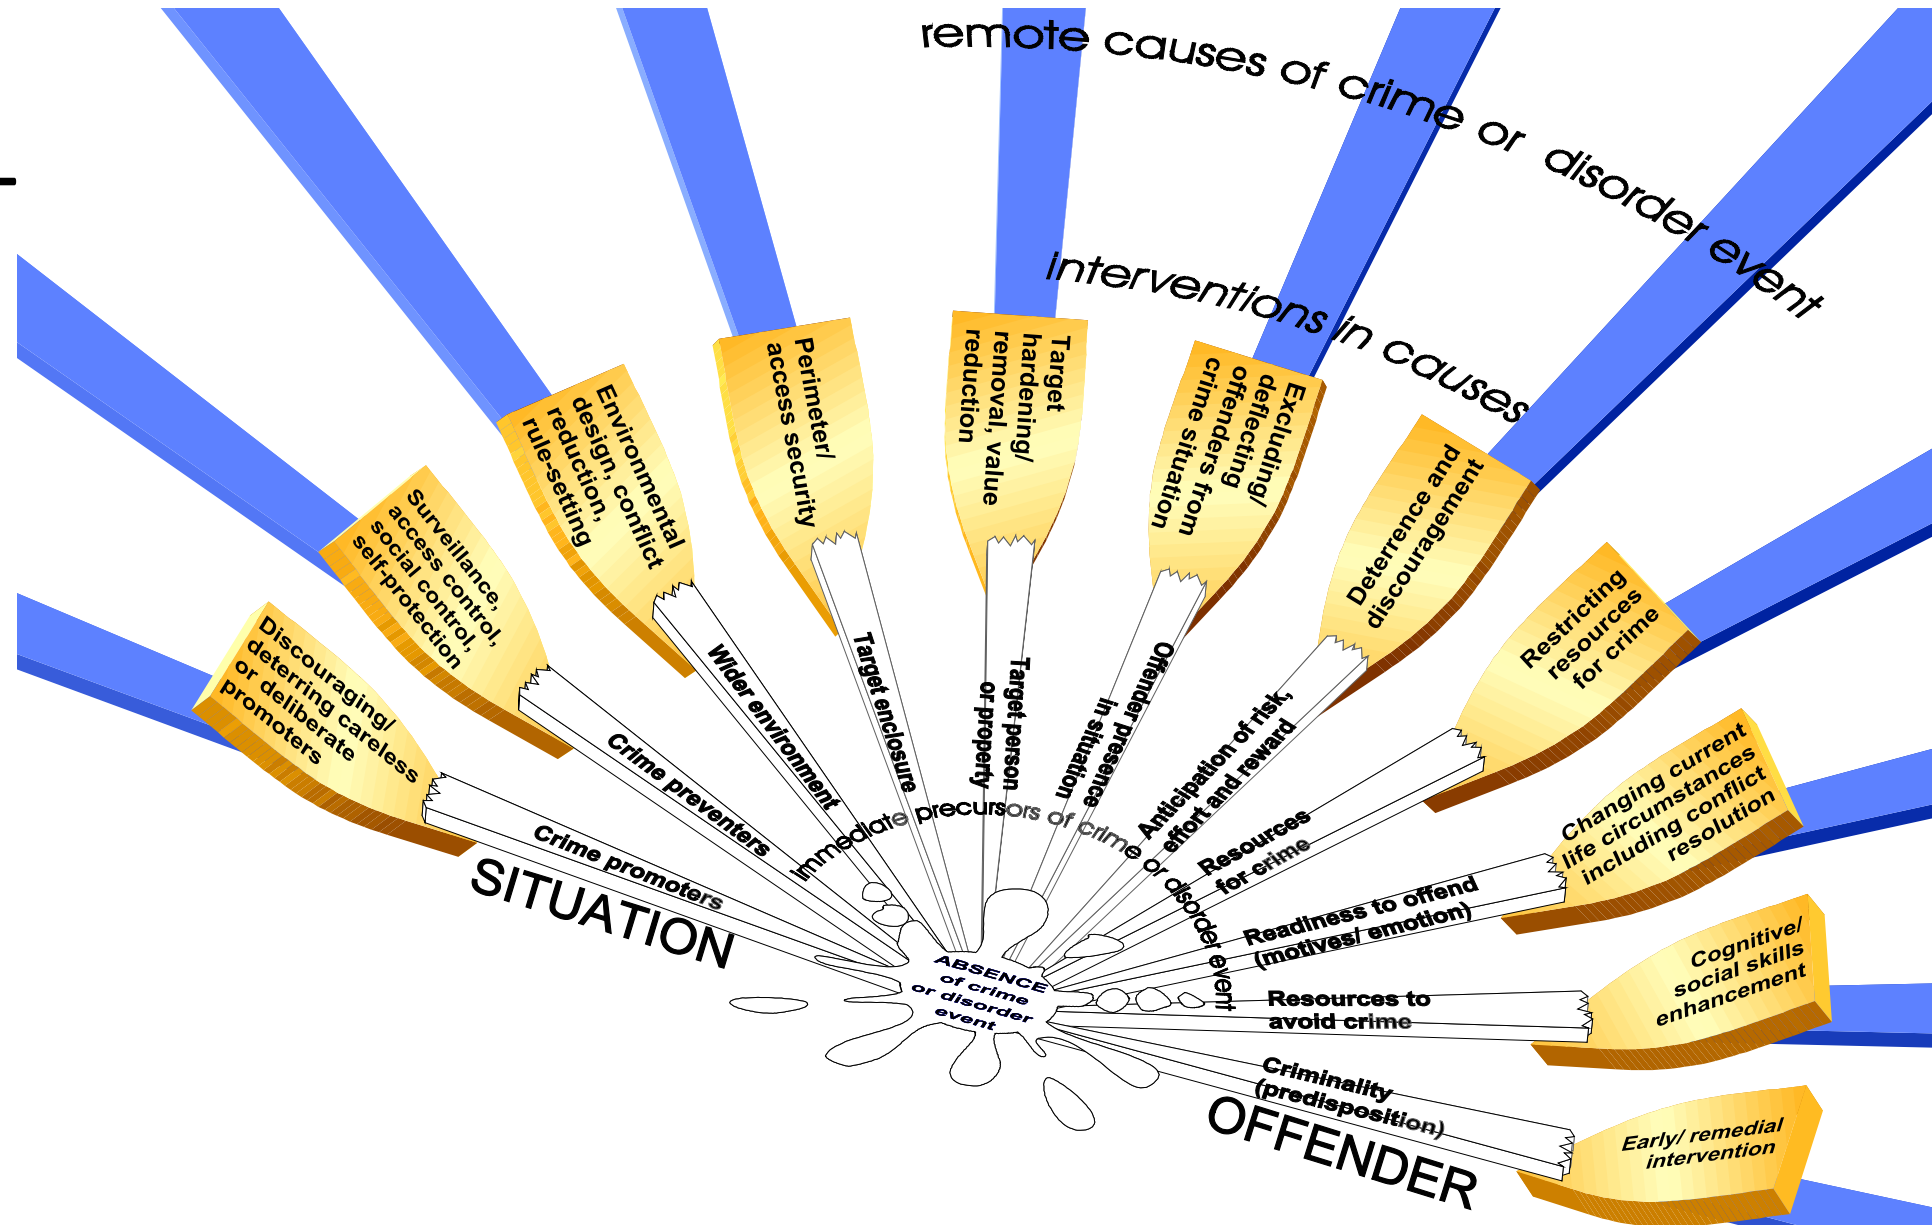 remote causes of crime or disorder event
interventions in causes
Discouraging/
deterring careless
or deliberate
promoters
Surveillance,
access control,
social control,
self-protection
Environmental
design, conflict
reduction,
rule-setting
Perimeter/
access security
Target
hardening/
removal, value
reduction
Excluding/
deflecting
offenders from
crime situation
Deterrence and
discouragement
Restricting
resources
for crime
Changing current
life circumstances
including conflict
resolution
Cognitive/
social skills
enhancement
Early/ remedial
intervention
Crime promoters
Crime preventers
Wider environment
Target enclosure
Target person
or property
Offender presence
in situation
Anticipation of risk,
effort and reward
Resources
for crime
Readiness to offend
(motives/ emotion)
Resources to
avoid crime
Criminality
(predisposition)
immediate precursors of crime or disorder event
SITUATION
OFFENDER
ABSENCE
of crime
or disorder
event